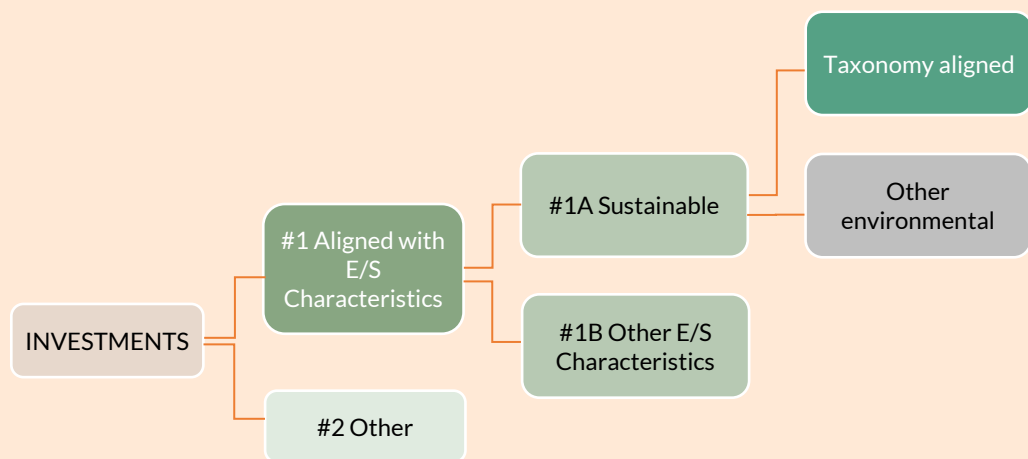 INVESTMENTS
#1 Aligned with
E/S
Characteristics
#2 Other
#1A Sustainable
#1B Other E/S
Characteristics
Taxonomy aligned
Other
environmental